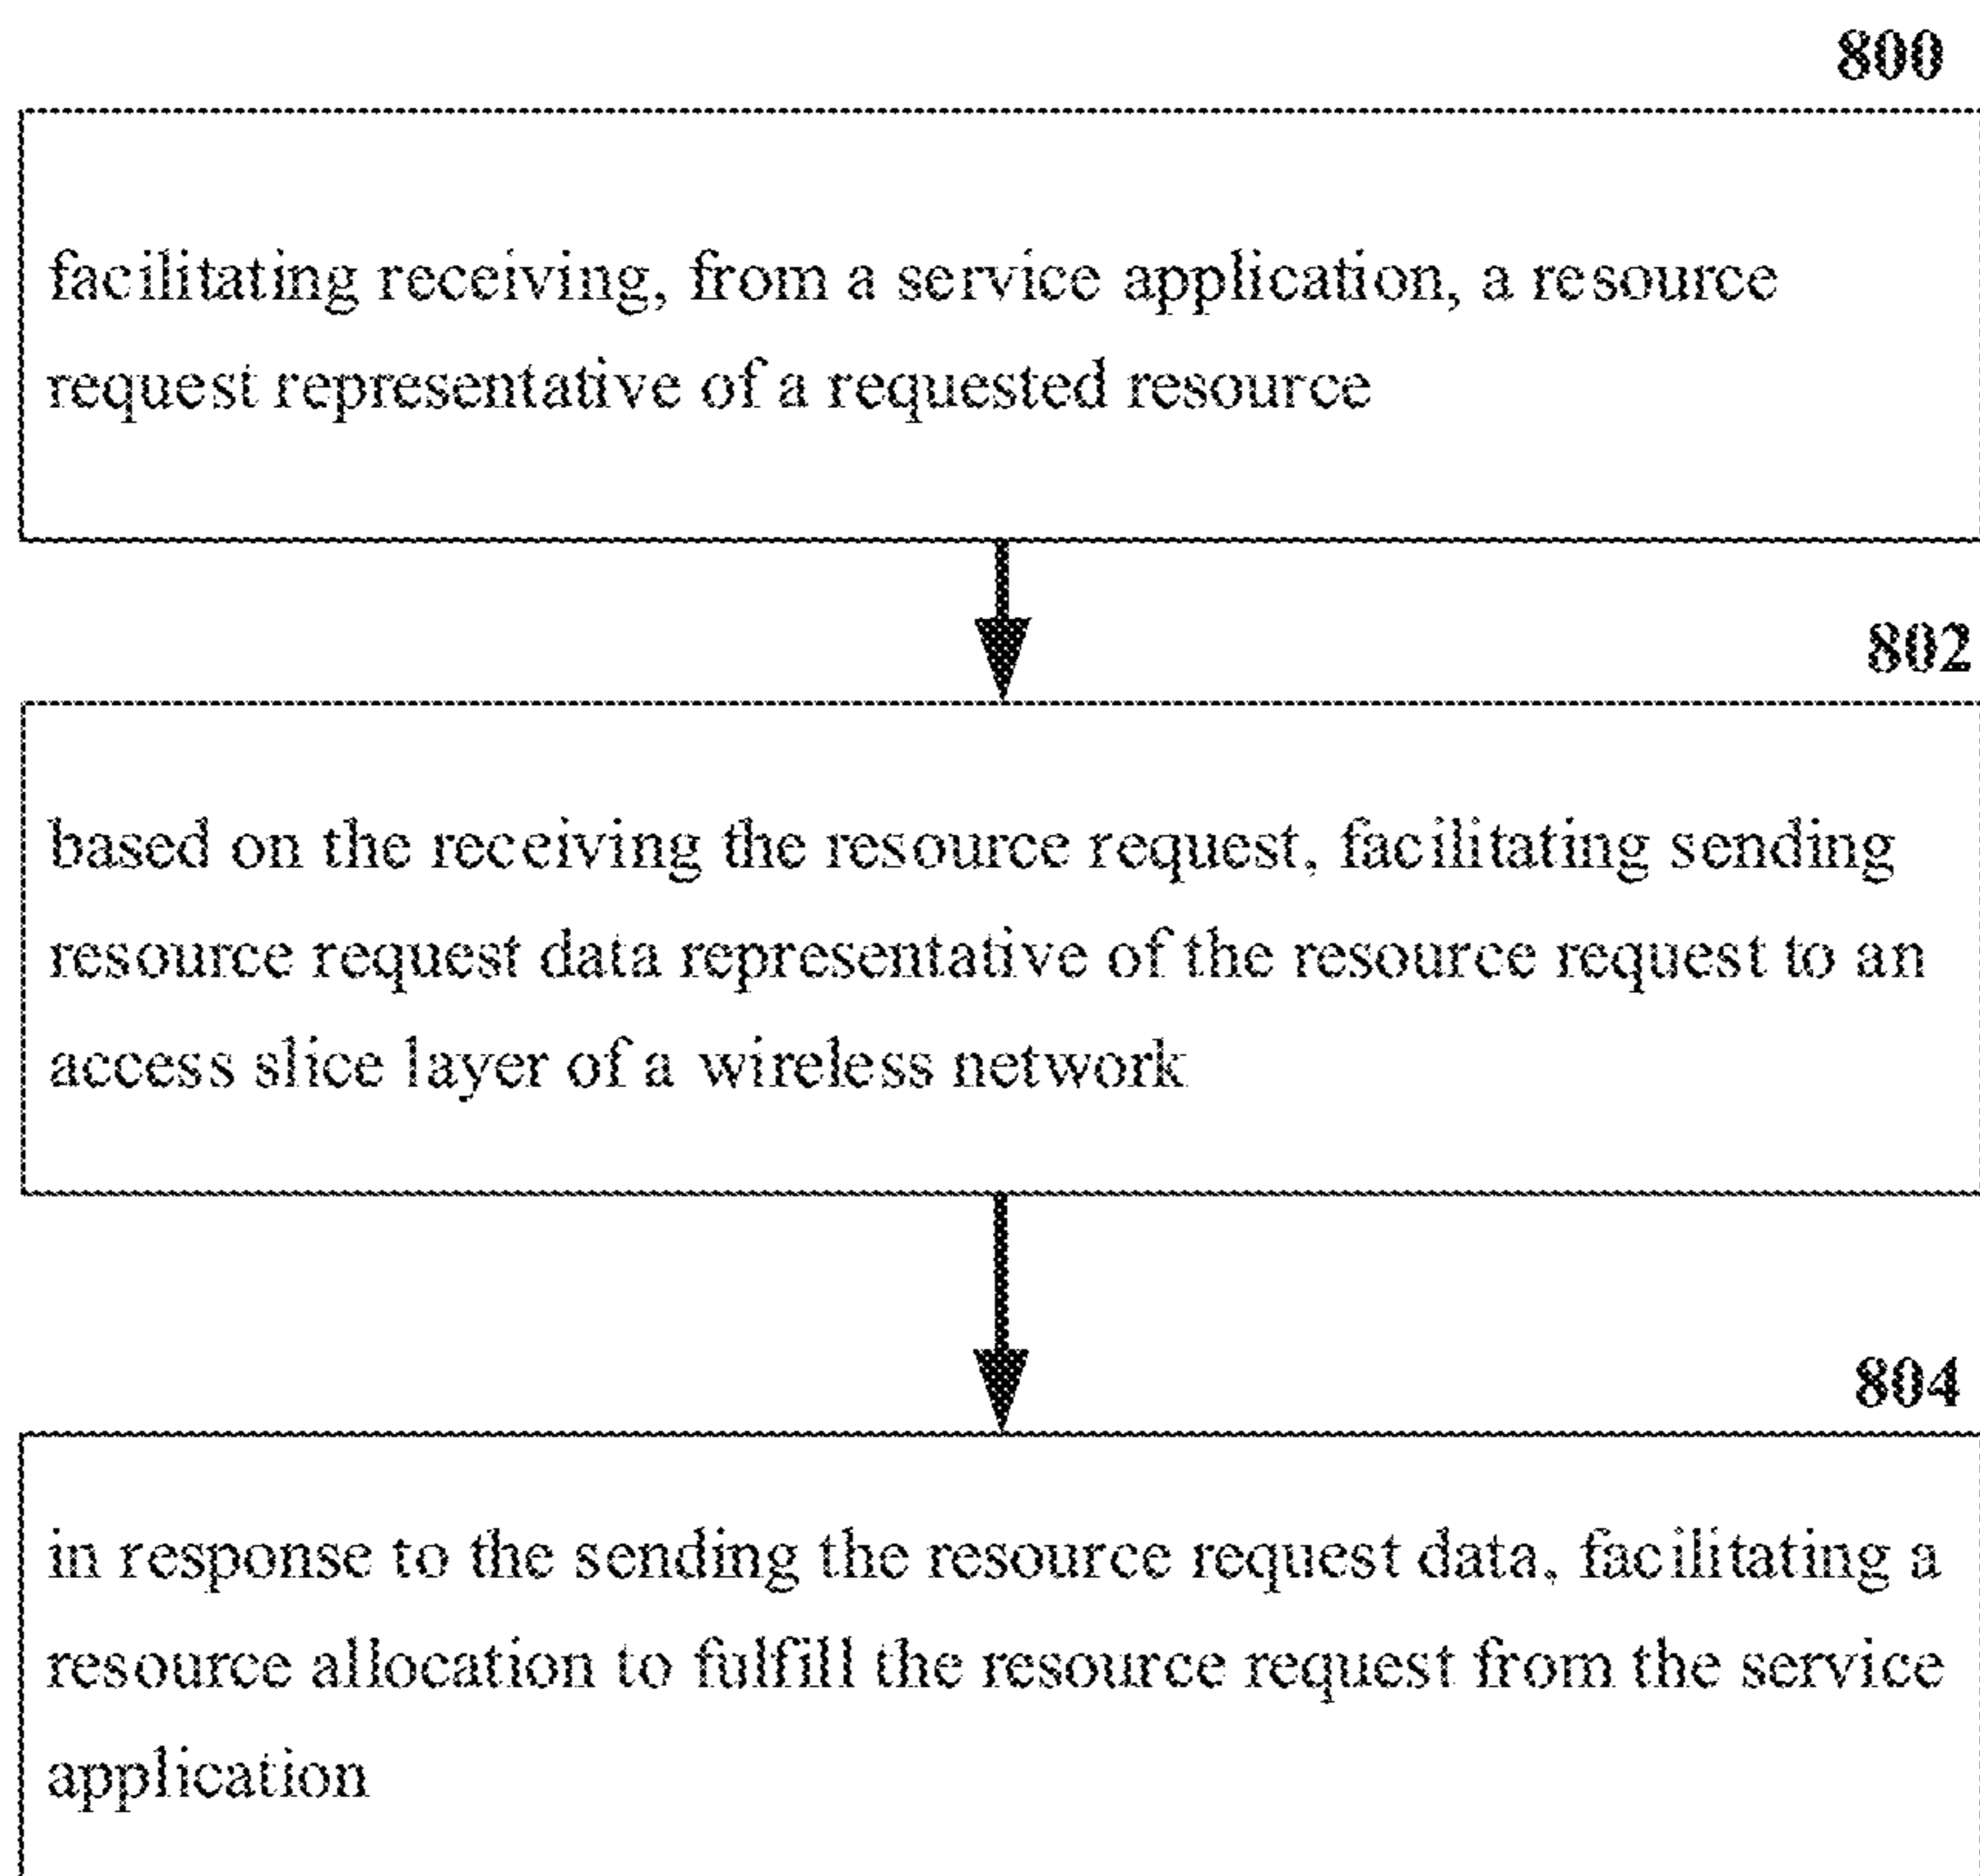 800
facilitating receiving, from a service application, a resource
request representative of a requested resource
802
based on the receiving the resource request, facilitating sending
resource request data representative of the resource request to an
access slice layer of a wireless network
804
in response to the sending the resource request data, facilitating a
resource allocation to fulfill the resource request from the service
application